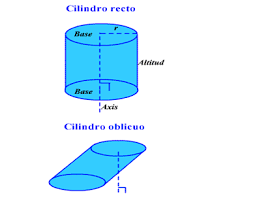 Cilindro recto
Base
r
Altitud
Base
Axis
Cilindro oblicuo